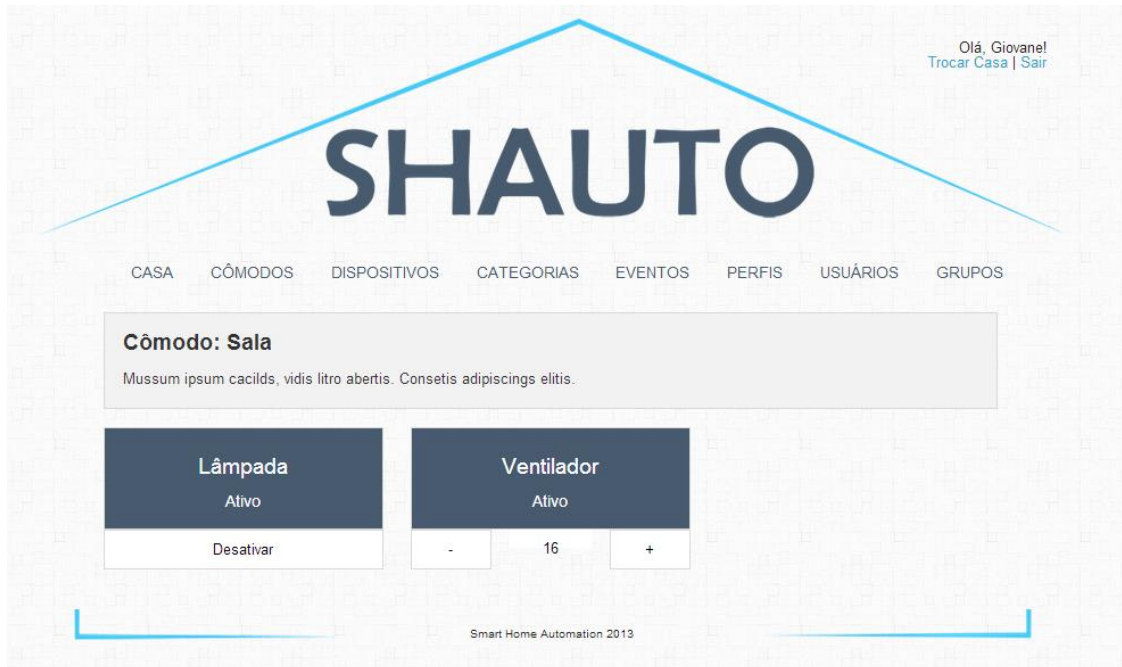 Olá, Giovane!
Trocar Casa | Sair
SHAUTO
CASA CÔMODOS DISPOSITIVOS CATEGORIAS EVENTOS PERFIS USUÁRIOS GRUPOS
Cômodo: Sala
Mussum ipsum cacilds, vidis litro abertis. Consetis adipiscings elitis.
Lâmpada
Ativo
Desativar
Ventilador
Ativo
- 16 +
Smart Home Automation 2013